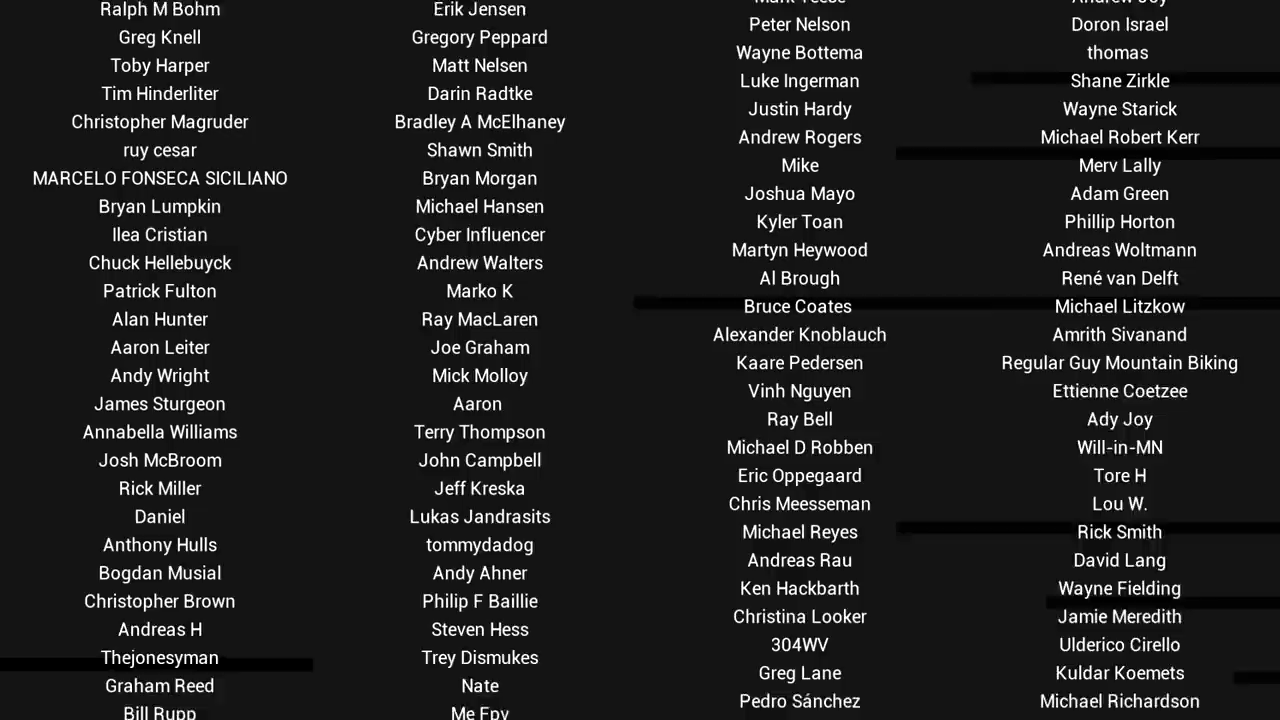 Ralph M Bohm
Greg Knell
Toby Harper
Tim Hinderliter
Christopher Magruder
ruy cesar
MARCELO FONSECA SICILIANO
Bryan Lumpkin
Ilea Cristian
Chuck Hellebuyck
Patrick Fulton
Alan Hunter
Aaron Leiter
Andy Wright
James Sturgeon
Annabella Williams
Josh McBroom
Rick Miller
Daniel
Anthony Hulls
Bogdan Musial
Christopher Brown
Andreas H
Thejonesyman
Graham Reed
Bill Rupp
Erik Jensen
Gregory Peppard
Matt Nelsen
Darin Radtke
Bradley A McElhaney
Shawn Smith
Bryan Morgan
Michael Hansen
Cyber Influencer
Andrew Walters
Marko K
Ray MacLaren
Joe Graham
Mick Molloy
Aaron
Terry Thompson
John Campbell
Jeff Kreska
Lukas Jandrasits
tommydadog
Andy Ahner
Philip F Baillie
Steven Hess
Trey Dismukes
Nate
Me Fpv
Peter Nelson
Wayne Bottema
Luke Ingerman
Justin Hardy
Andrew Rogers
Mike
Joshua Mayo
Kyler Toan
Martyn Heywood
Al Brough
Bruce Coates
Alexander Knoblauch
Kaare Pedersen
Vinh Nguyen
Ray Bell
Michael D Robben
Eric Oppegaard
Chris Meesseman
Michael Reyes
Andreas Rau
Ken Hackbarth
Christina Looker
304WV
Greg Lane
Pedro Sánchez
Doron Israel
thomas
Shane Zirkle
Wayne Starick
Michael Robert Kerr
Merv Lally
Adam Green
Phillip Horton
Andreas Woltmann
René van Delft
Michael Litzkow
Amrith Sivanand
Regular Guy Mountain Biking
Ettienne Coetzee
Ady Joy
Will-in-MN
Tore H
Lou W.
Rick Smith
David Lang
Wayne Fielding
Jamie Meredith
Ulderico Cirello
Kuldar Koemets
Michael Richardson